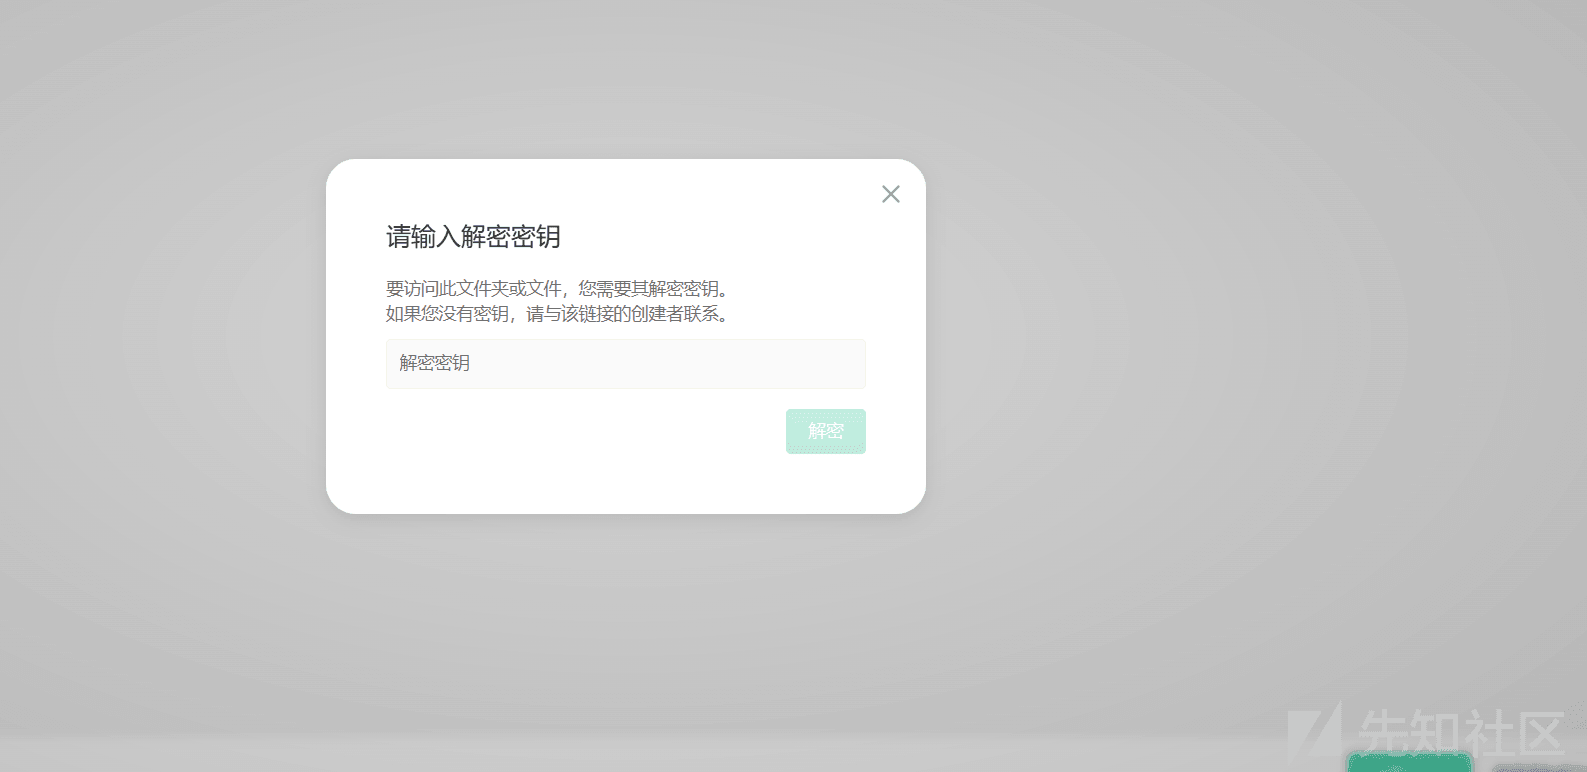 请输入解密密钥
要访问此文件夹或文件，您需要其解密密钥。
如果您没有密钥，请与该链接的创建者联系。
解密密钥
解密
先知社区